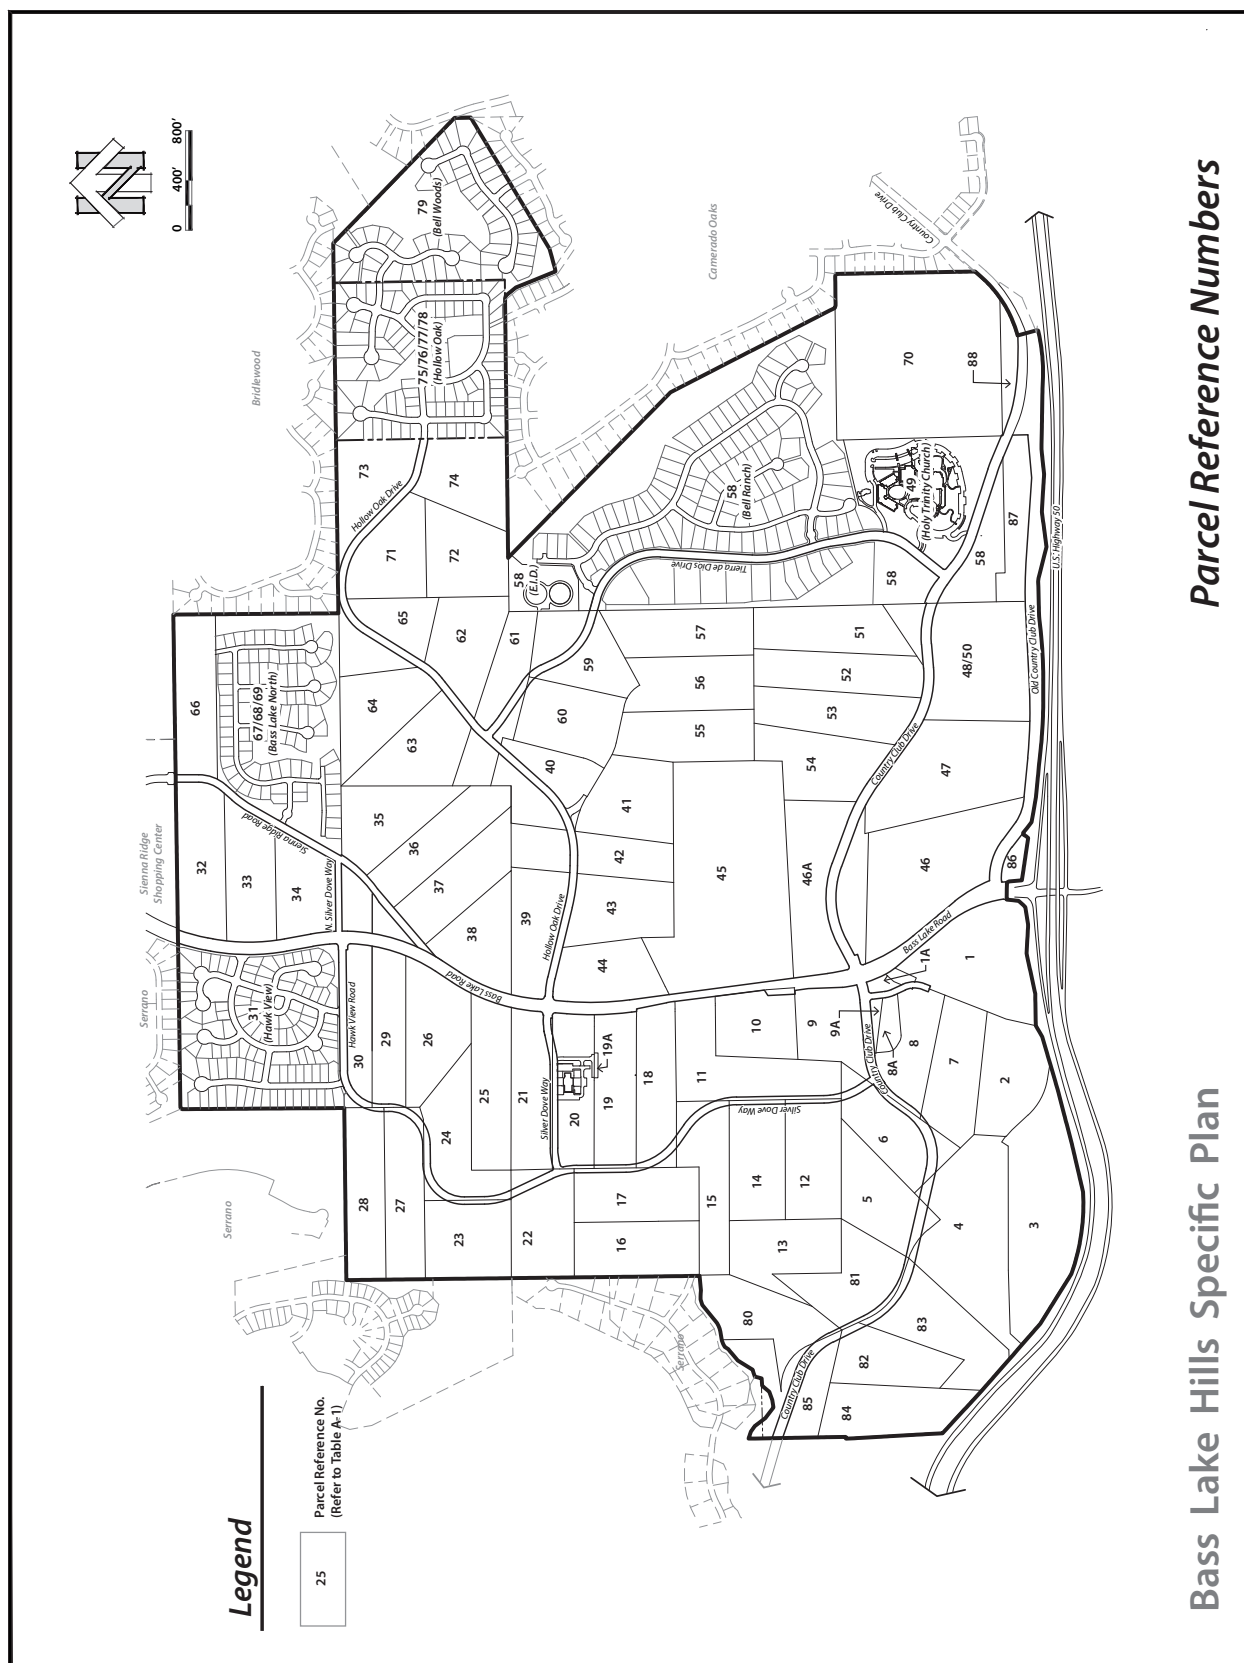 Bass Lake Hills Specific Plan
Parcel Reference Numbers
Legend
25
Parcel Reference No.
(Refer to Table A-1)
0 400' 800'
Sienna Ridge
Shopping Center
Serrano
Serrano
Serrano
Bridlewood
Camerado Oaks
Sienna Ridge Road
N. Silver Dove Way
Hawk View Road
Bass Lake Road
Bass Lake Road
Silver Dove Way
Silver Dove Way
Hollow Oak Drive
Hollow Oak Drive
Tierra de Dios Drive
Country Club Drive
Country Club Drive
Country Club Drive
Country Club Drive
Old Country Club Drive
U.S. Highway 50
31
(Hawk View)
32
33
34
66
67/68/69
(Bass Lake North)
28
27
30
29
26
24
25
21
23
22
20
19
19A
18
17
16
15
14
12
13
11
10
9
9A
8
8A
7
6
5
4
3
2
1
1A
80
81
82
83
84
85
86
35
36
37
38
39
40
41
42
43
44
45
46
46A
47
48/50
49
(Holy Trinity Church)
51
52
53
54
55
56
57
58
58
58
(Bell Ranch)
58
(E.I.D.)
59
60
61
62
63
64
65
70
71
72
73
74
75/76/77/78
(Hollow Oak)
79
(Bell Woods)
87
88